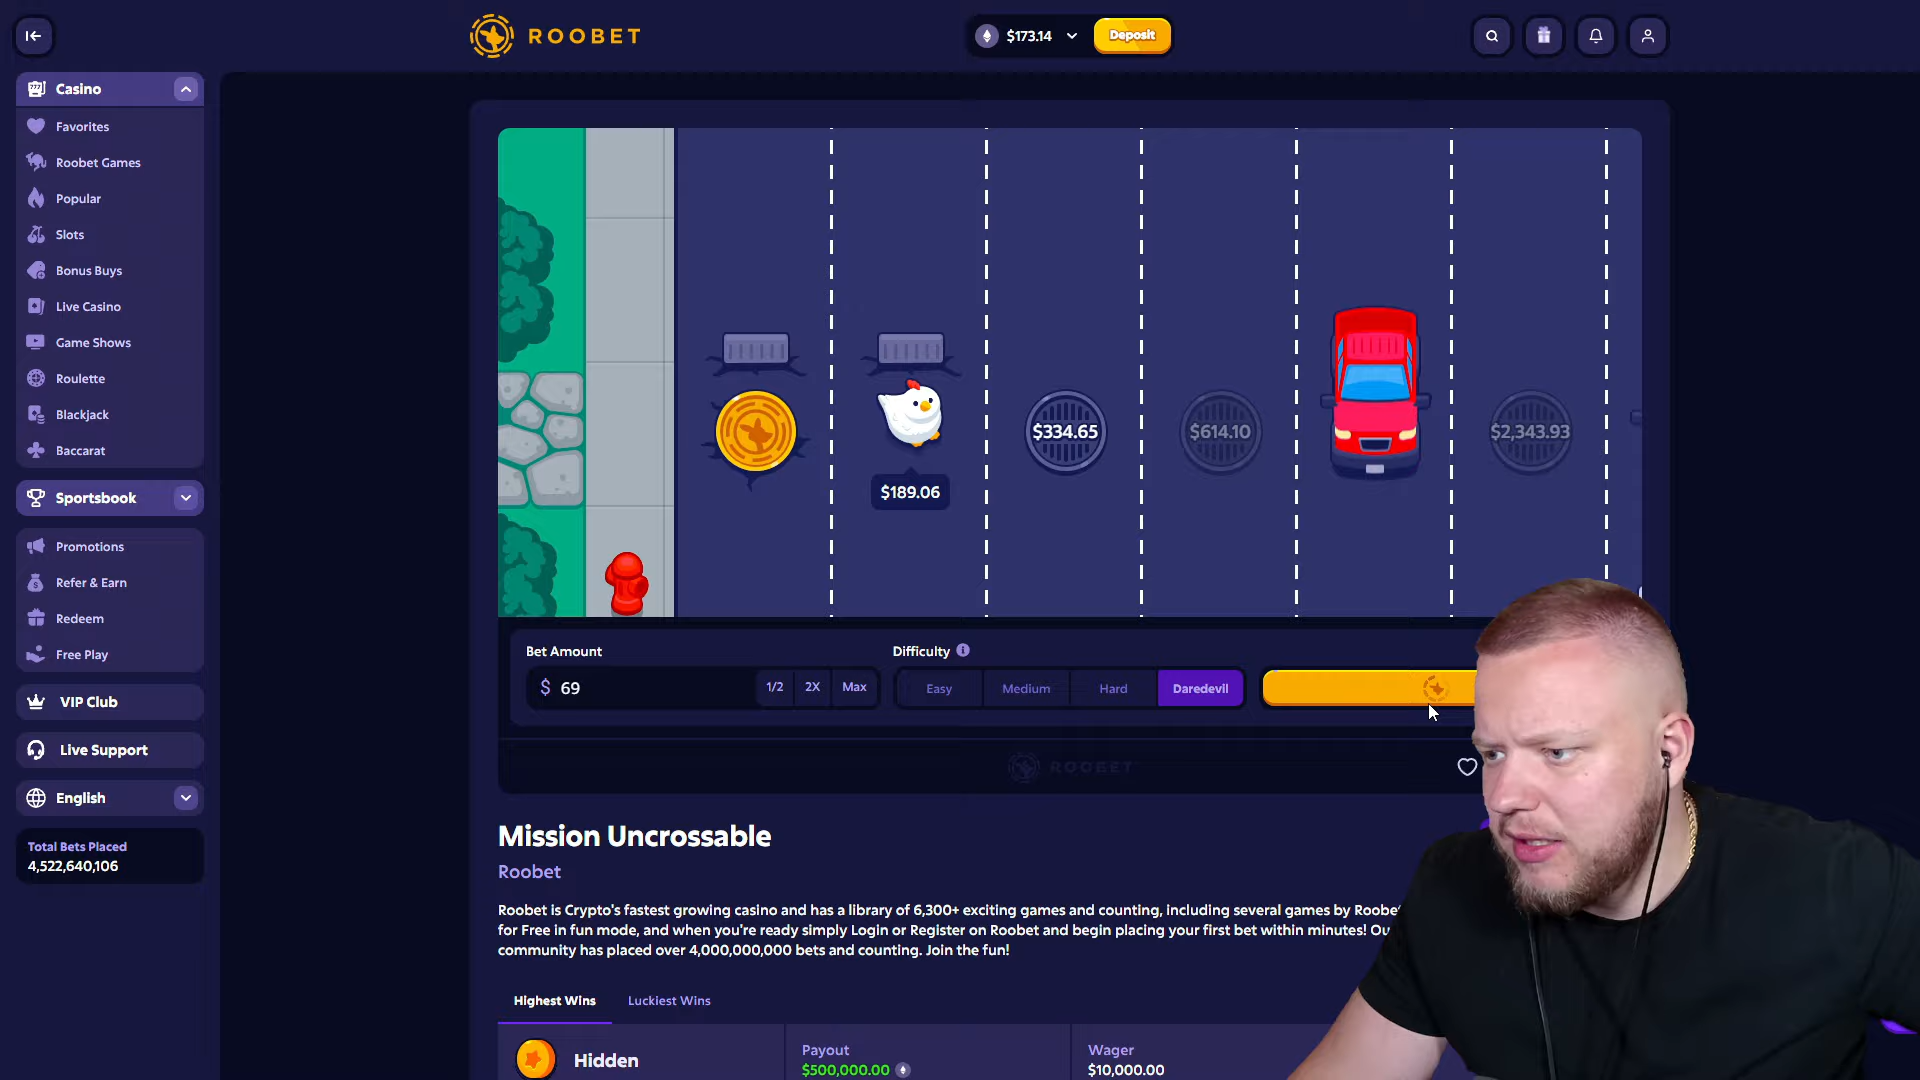 ROOBET
$173.14
Deposit
Casino
Favorites
Roobet Games
Popular
Slots
Bonus Buys
Live Casino
Game Shows
Roulette
Blackjack
Baccarat
Sportsbook
Promotions
Refer & Earn
Redeem
Free Play
VIP Club
Live Support
English
Total Bets Placed
4,522,640,106
$334.65
$614.10
$2,343.93
$189.06
Bet Amount
Difficulty
$ 69
1/2
2X
Max
Easy
Medium
Hard
Daredevil
ROOBET
Mission Uncrossable
Roobet
Roobet is Crypto's fastest growing casino and has a library of 6,300+ exciting games and counting, including several games by
for Free in fun mode, and when you're ready simply Login or Register on Roobet and begin placing your first bet within minutes!
community has placed over 4,000,000,000 bets and counting. Join the fun!
Highest Wins
Luckiest Wins
Hidden
Payout
$500,000.00
Wager
$10,000.00